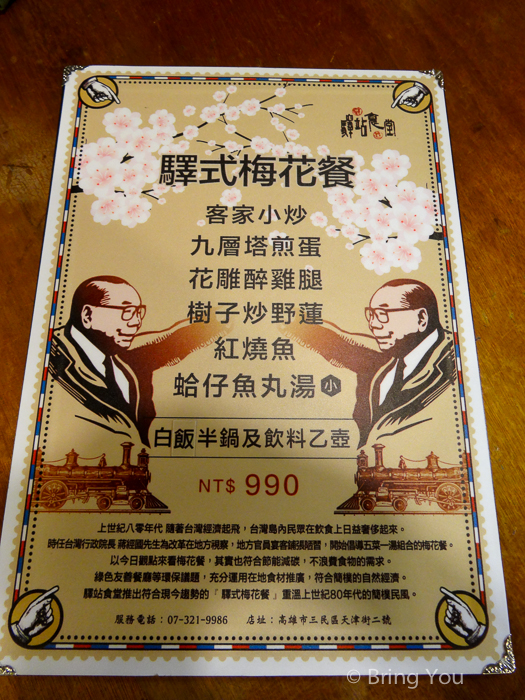 驛站食堂
驛式梅花餐
客家小炒
九層塔煎蛋
花雕醉雞腿
樹子炒野蓮
紅燒魚
蛤仔魚丸湯小
白飯半鍋及飲料乙壺
NT$ 990
上世紀八零年代 隨著台灣經濟起飛，台灣島內民眾在飲食上日益奢侈起來。
時任台灣行政院長 蔣經國先生為改革在地方視察，地方官員宴客鋪張陋習，開始倡導五菜一湯組合的梅花餐。
以今日觀點來看梅花餐，其實也符合節能減碳，不浪費食物的需求。
綠色友善餐廳等環保議題，充分運用在地食材推廣，符合簡樸的自然經濟。
驛站食堂推出符合現今趨勢的「 驛式梅花餐 」重溫上世紀80年代的簡樸民風。
服務電話：07-321-9986 店址：高雄市三民區天津街二號
© Bring You